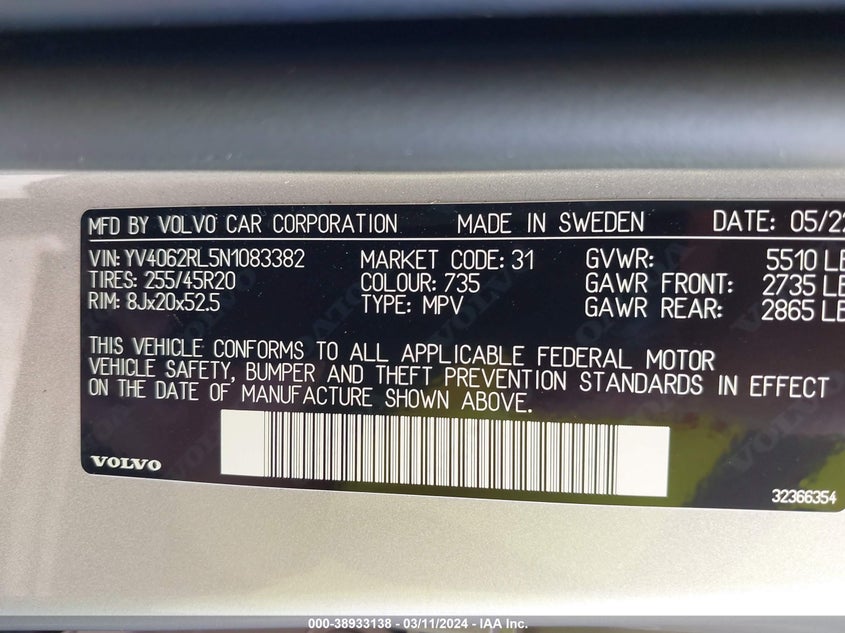 MFD BY VOLVO CAR CORPORATION MADE IN SWEDEN DATE: 05/22
VIN: YV4062RL5N1083382 MARKET CODE: 31 GVWR: 5510 LB
TIRES: 255/45R20 COLOUR: 735 GAWR FRONT: 2735 LB
RIM: 8Jx20x52.5 TYPE: MPV GAWR REAR: 2865 LB
THIS VEHICLE CONFORMS TO ALL APPLICABLE FEDERAL MOTOR
VEHICLE SAFETY, BUMPER AND THEFT PREVENTION STANDARDS IN EFFECT
ON THE DATE OF MANUFACTURE SHOWN ABOVE.
VOLVO
32366354
000-38933138 - 03/11/2024 - IAA Inc.